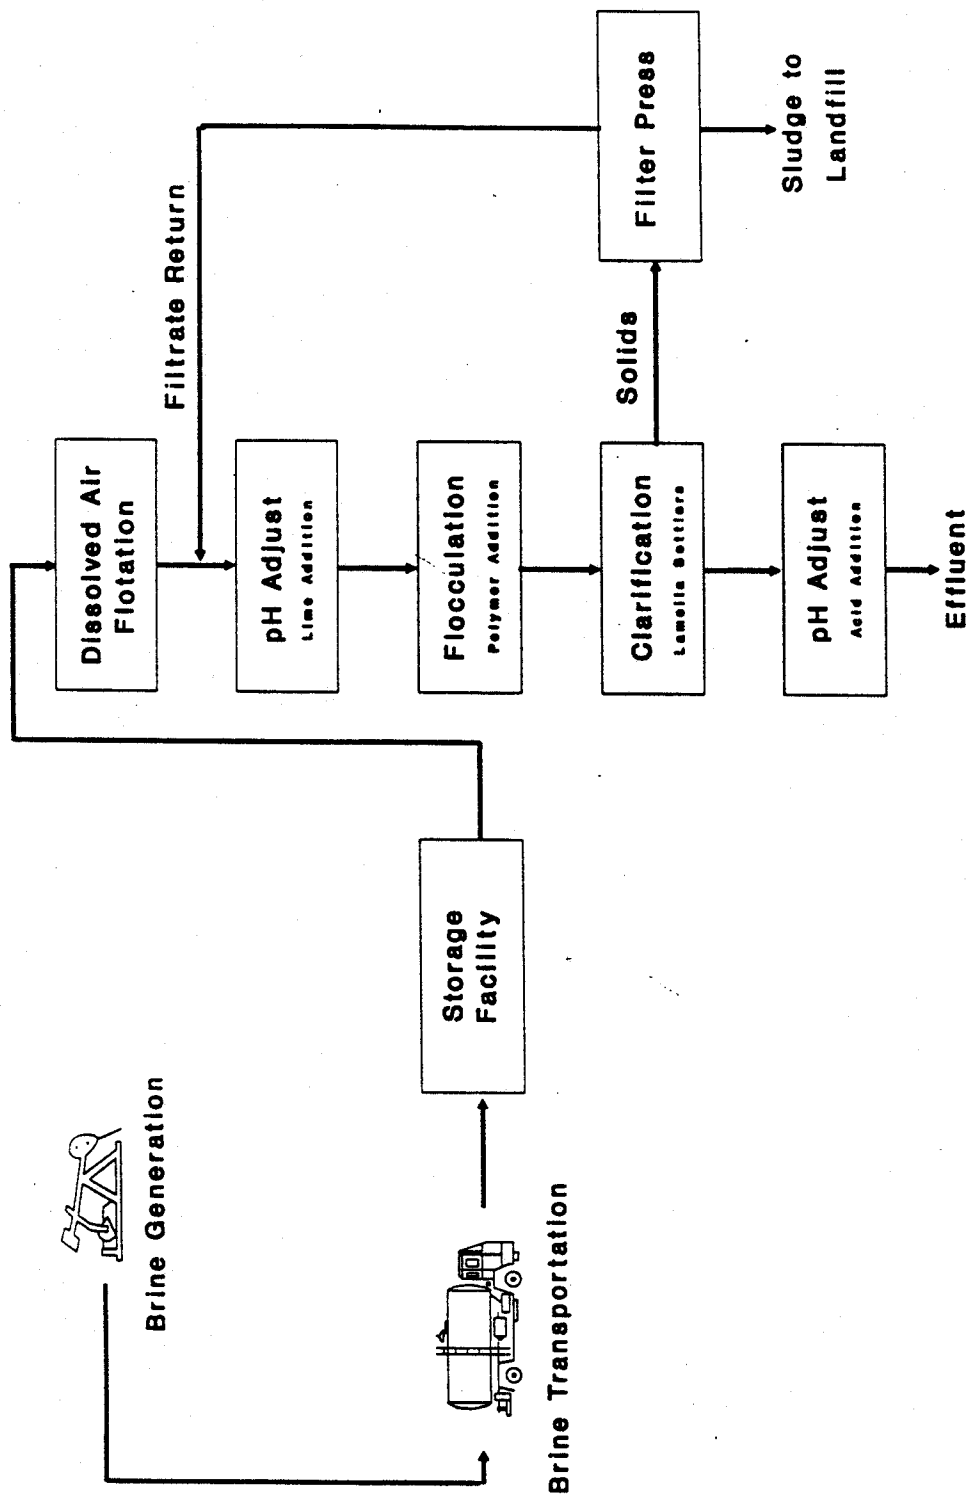 Brine Generation
Brine Transportation
Storage
Facility
Dissolved Air
Flotation
Filtrate Return
pH Adjust
Lime Addition
Flocculation
Polymer Addition
Clarification
Lamella Settlers
Solids
Filter Press
Sludge to
Landfill
pH Adjust
Acid Addition
Effluent